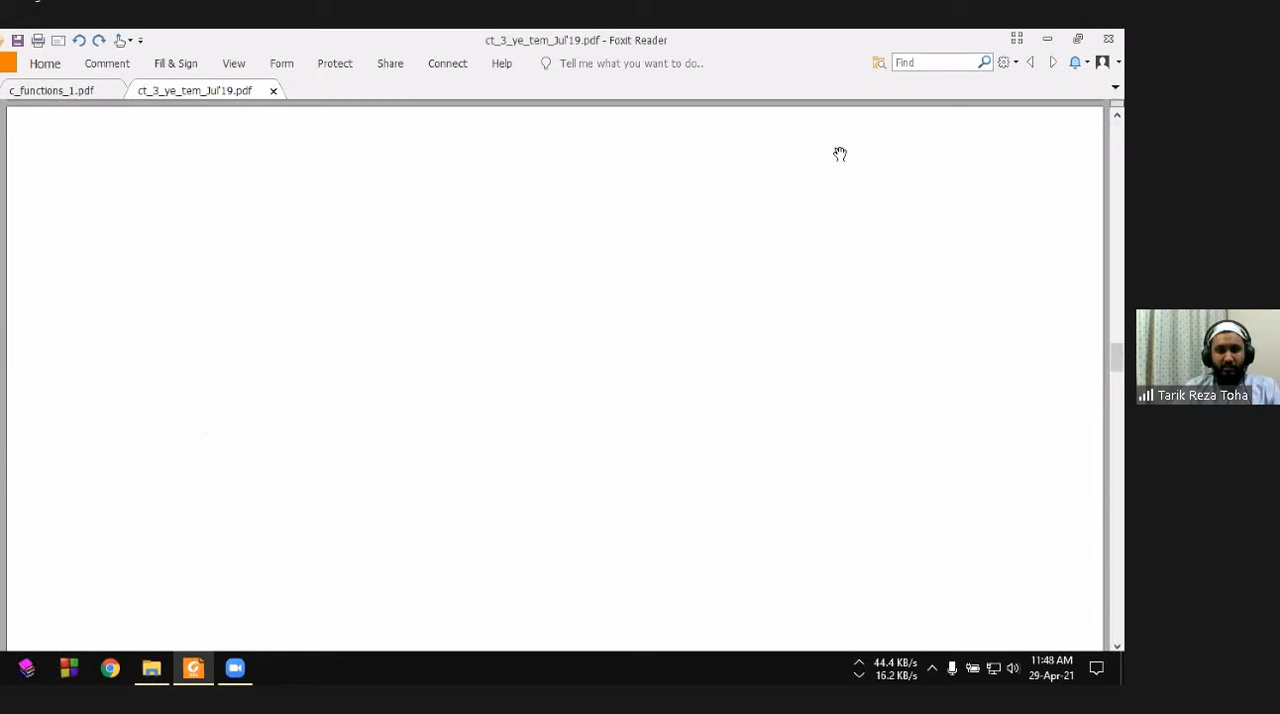 ct_3_ye_tem_Jul'19.pdf - Foxit Reader
Home Comment Fill & Sign View Form Protect Share Connect Help Tell me what you want to do.. Find
c_functions_1.pdf ct_3_ye_tem_Jul'19.pdf
Tarik Reza Toha
44.4 KB/s
16.2 KB/s
11:48 AM
29-Apr-21